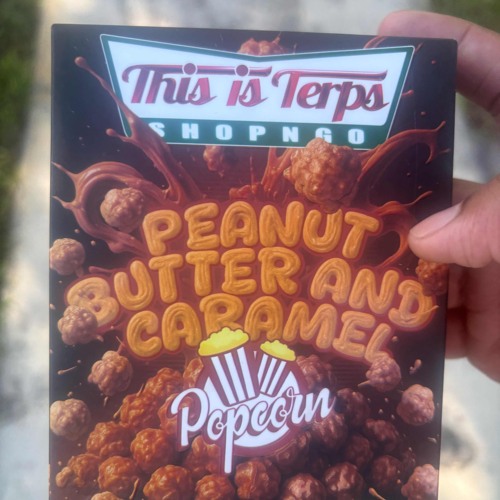 This is Terps
SHOPNGO
PEANUT
BUTTER AND
CARAMEL
Popcorn